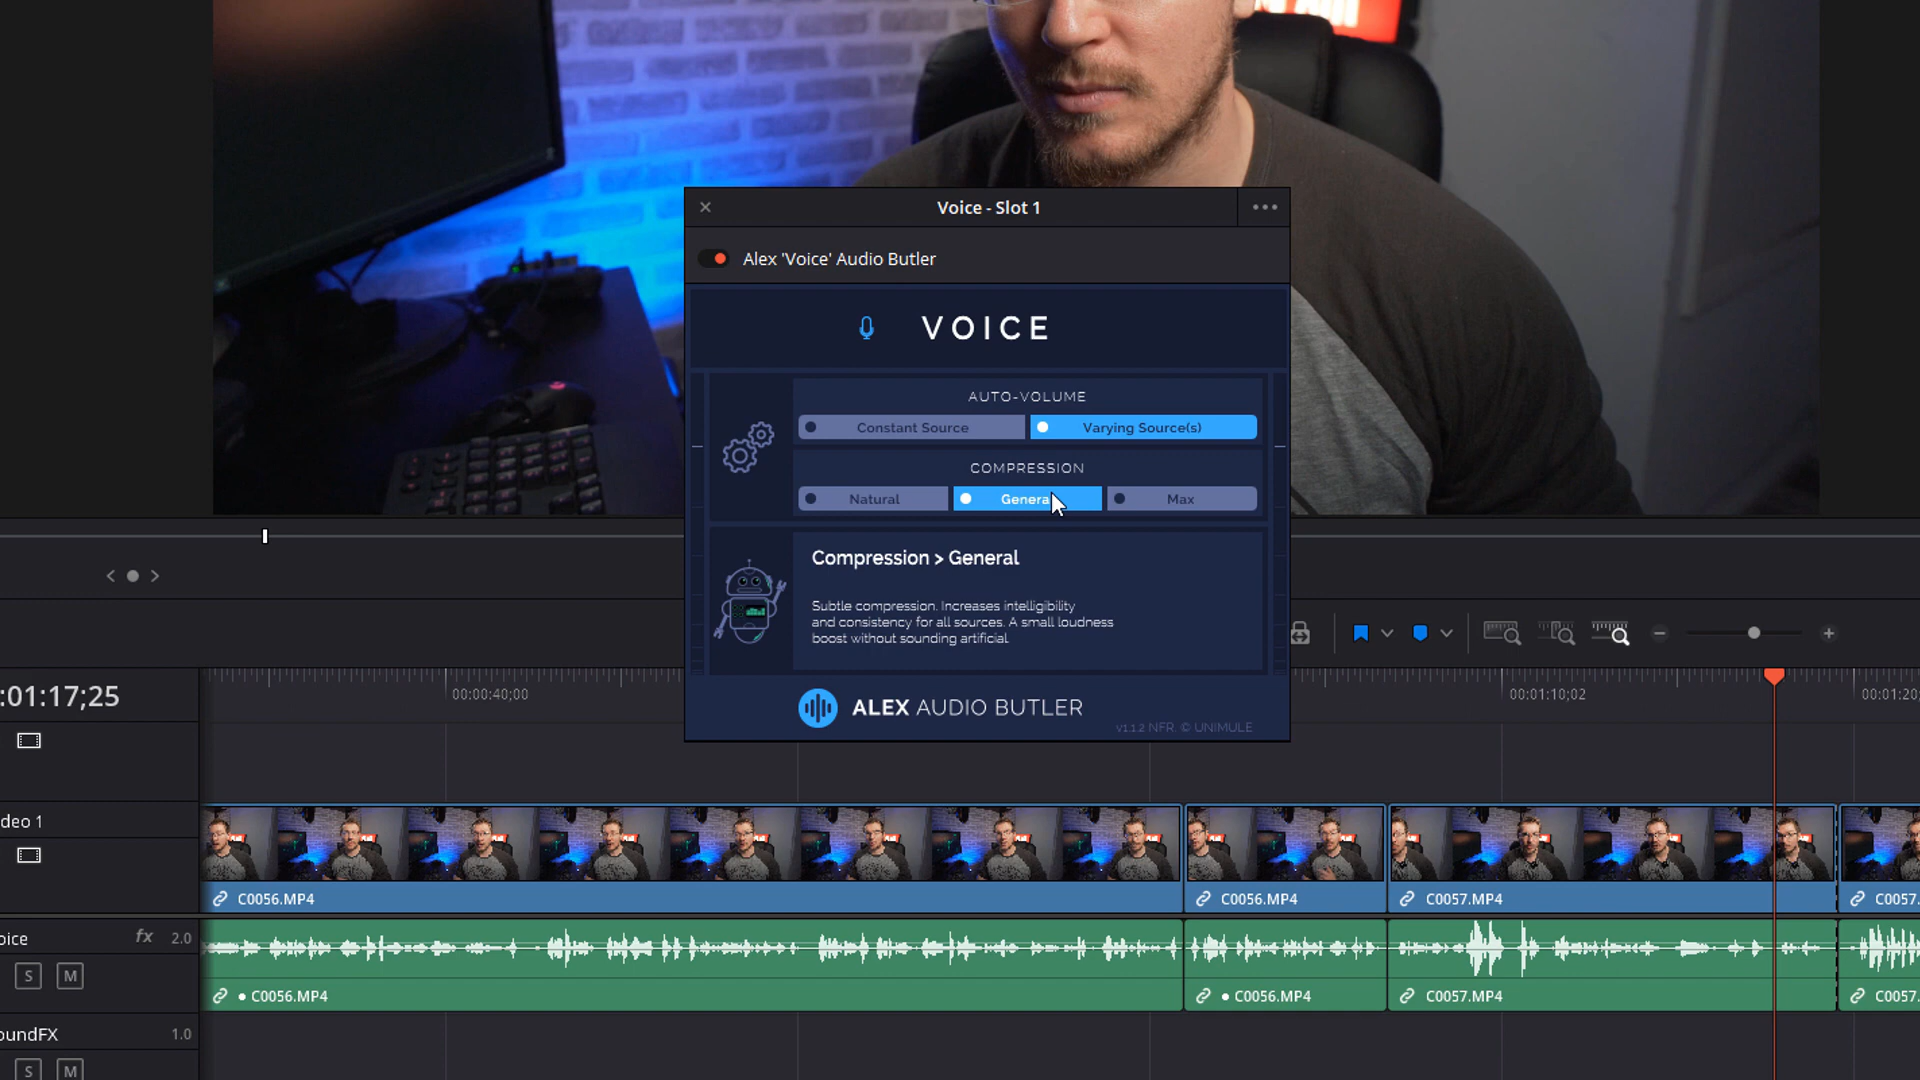 Voice - Slot 1
Alex 'Voice' Audio Butler
VOICE
AUTO-VOLUME
Constant Source
Varying Source(s)
COMPRESSION
Natural
Genera
Max
Compression > General
Subtle compression. Increases intelligibility
and consistency for all sources. A small loudness
boost without sounding artificial.
ALEX AUDIO BUTLER
v1.1.2 NFR © UNIMULE
:01:17;25
00:00:40;00
00:01:10;02
00:01:20;
deo 1
C0056.MP4
C0056.MP4
C0057.MP4
C0057.
oice
fx
2.0
S
M
C0056.MP4
C0056.MP4
C0057.MP4
C0057.
oundFX
1.0
S
M